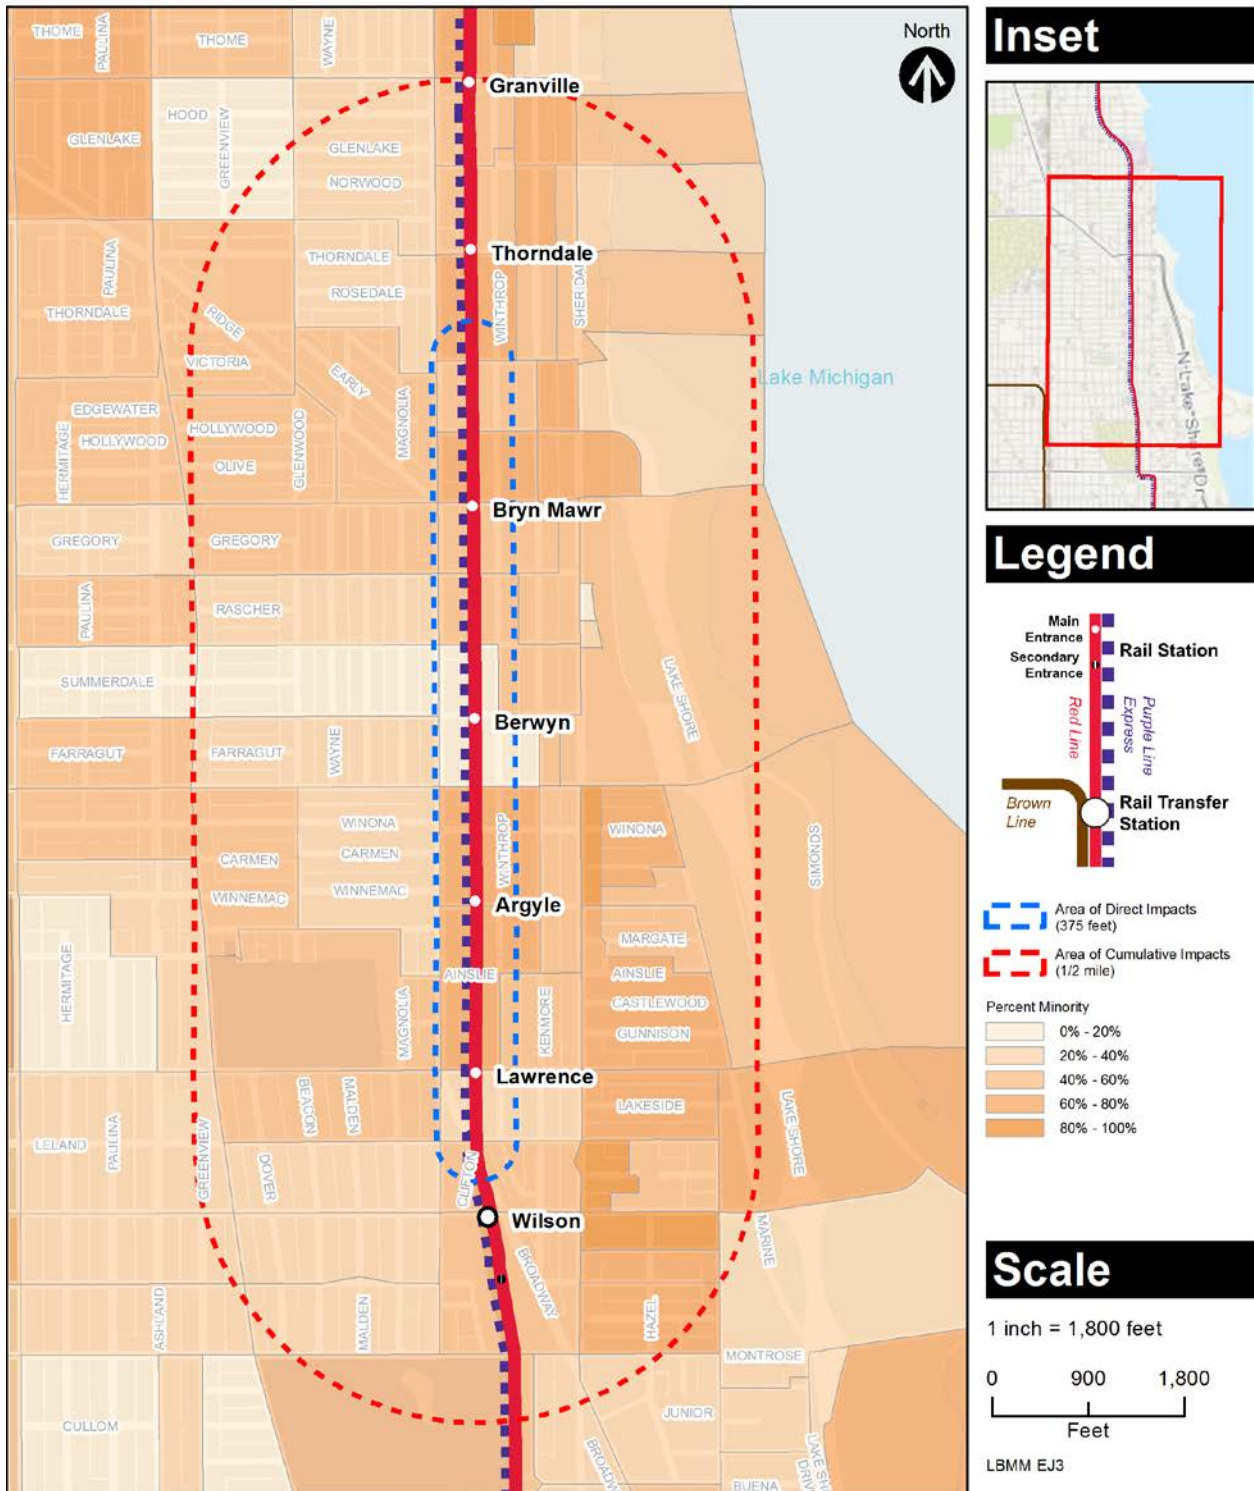 THOME
PAULINA
THOME
WAYNE
North
Granville
HOOD
GREENVIEW
GLENLAKE
GLENLAKE
NORWOOD
Thorndale
PAULINA
THORNDALE
ROSEDALE
WINTHROP
SHERIDAN
THORNDALE
RIDGE
VICTORIA
EARLY
MAGNOLIA
Lake Michigan
EDGEWATER
HERMITAGE
HOLLYWOOD
HOLLYWOOD
GLENWOOD
OLIVE
Bryn Mawr
GREGORY
GREGORY
PAULINA
RASCHER
SUMMERDALE
LAKE SHORE
Berwyn
FARRAGUT
FARRAGUT
WAYNE
WINONA
WINTHROP
WINONA
SIMONDS
CARMEN
CARMEN
WINNEMAC
WINNEMAC
Argyle
HERMITAGE
MARGATE
AINSLIE
AINSLIE
MAGNOLIA
KENMORE
CASTLEWOOD
GUNNISON
Lawrence
BEACON
MALDEN
LAKESIDE
LAKE SHORE
LELAND
PAULINA
GREENVIEW
DOVER
CLIFTON
Wilson
MARINE
BROADWAY
ASHLAND
MALDEN
HAZEL
MONTROSE
CULLOM
JUNIOR
BROADW
LAKE SH
DRIV
BUENA
Inset
N Lake Shore Dr
Legend
Main
Entrance
Secondary
Entrance
Rail Station
Red Line
Purple Line
Express
Brown
Line
Rail Transfer
Station
Area of Direct Impacts
(375 feet)
Area of Cumulative Impacts
(1/2 mile)
Percent Minority
0% - 20%
20% - 40%
40% - 60%
60% - 80%
80% - 100%
Scale
1 inch = 1,800 feet
0 900 1,800
Feet
LBMM EJ3